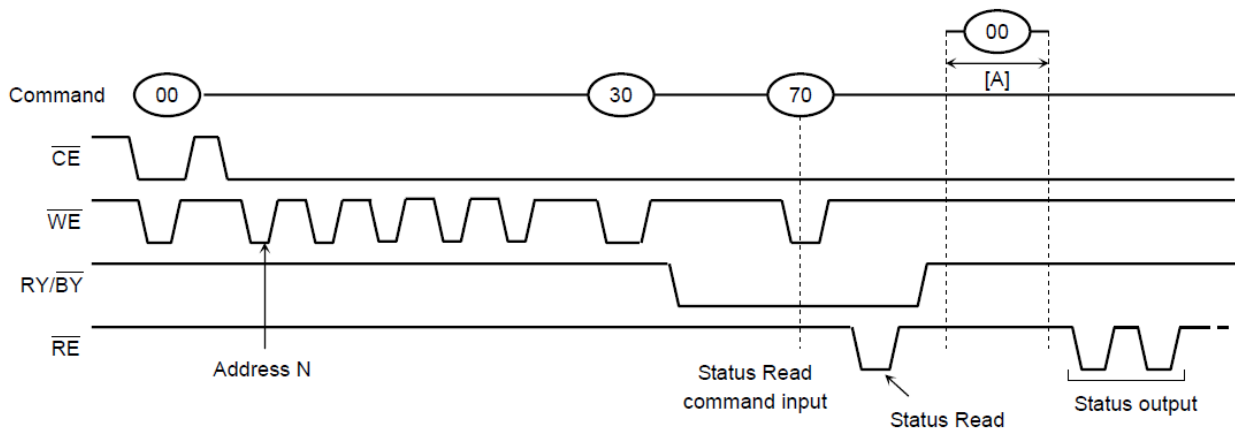 00
[A]
Command 00 30 70
CE
WE
RY/BY
RE
Address N
Status Read
command input
Status Read
Status output